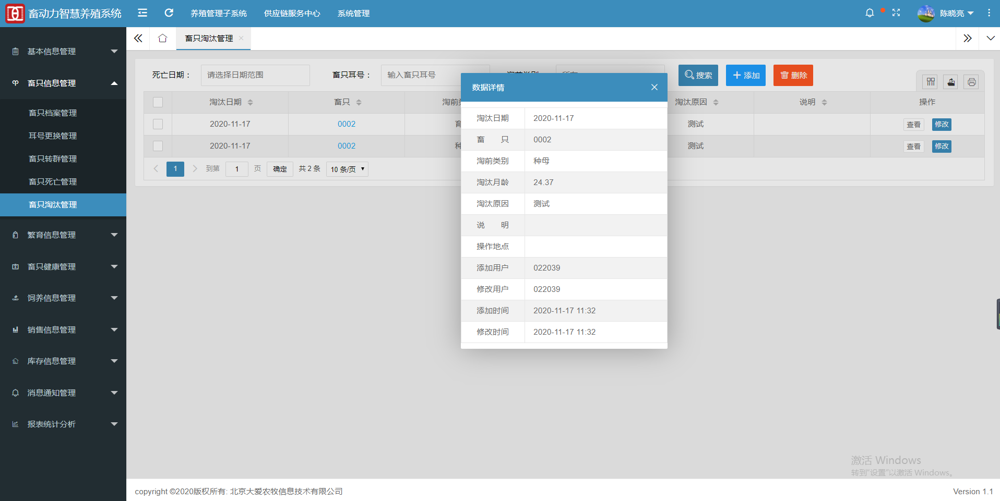 畜动力智慧养殖系统
养殖管理子系统 供应链服务中心 系统管理 陈晓亮
畜只淘汰管理
基本信息管理
畜只信息管理
畜只档案管理
耳号更换管理
畜只转群管理
畜只死亡管理
畜只淘汰管理
繁育信息管理
畜只健康管理
饲养信息管理
销售信息管理
库存信息管理
消息通知管理
报表统计分析
死亡日期： 请选择日期范围 畜只耳号： 输入畜只耳号 搜索 添加 删除
淘汰日期 畜只 淘前 淘汰原因 说明 操作
2020-11-17 0002 育 测试 查看 修改
2020-11-17 0002 种 测试 查看 修改
1 到第 1 页 确定 共 2 条 10 条/页
数据详情
淘汰日期 2020-11-17
畜 只 0002
淘前类别 种母
淘汰月龄 24.37
淘汰原因 测试
说 明
操作地点
添加用户 022039
修改用户 022039
添加时间 2020-11-17 11:32
修改时间 2020-11-17 11:32
激活 Windows
转到“设置”以激活 Windows。
copyright ©2020版权所有: 北京大爱农牧信息技术有限公司 Version 1.1